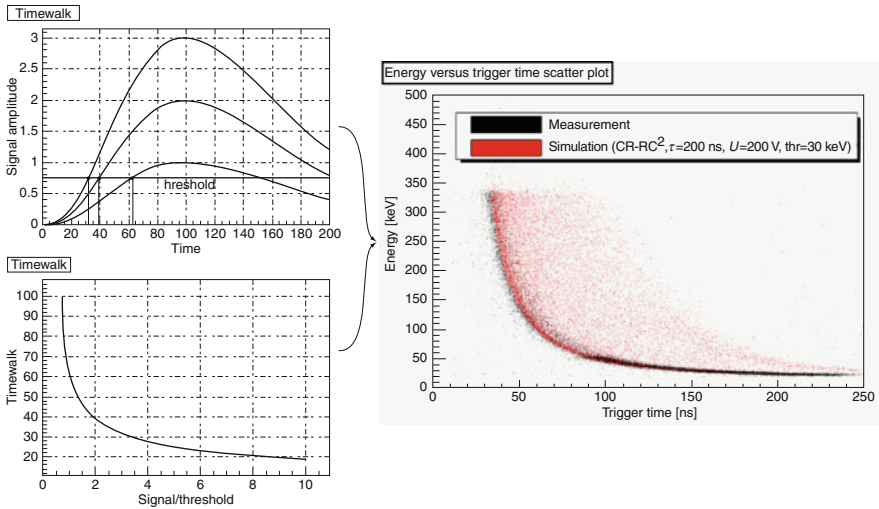 Timewalk
Signal amplitude
3
2.5
2
1.5
1
0.5
0
hreshold
0 20 40 60 80 100 120 140 160 180 200
Time
Timewalk
Timewalk
100
90
80
70
60
50
40
30
20
0 2 4 6 8 10
Signal/threshold
Energy versus trigger time scatter plot
Energy [keV]
500
450
400
350
300
250
200
150
100
50
0
Measurement
Simulation (CR-RC², τ=200 ns, U=200 V, thr=30 keV)
0 50 100 150 200 250
Trigger time [ns]